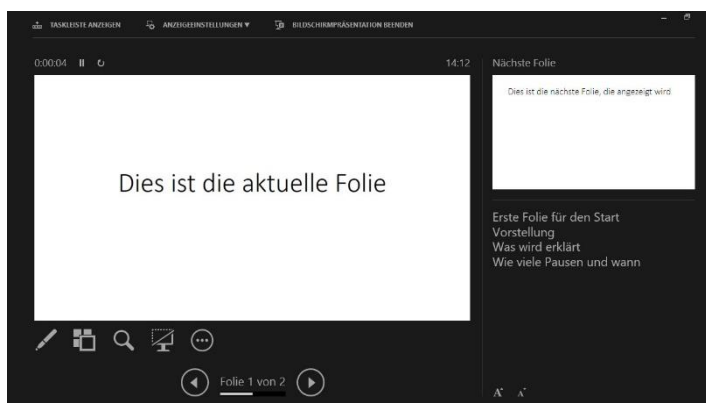 TASKLEISTE ANZEIGEN ANZEIGEEINSTELLUNGEN ▼ BILDSCHIRMPRÄSENTATION BEENDEN
0:00:04 14:12 Nächste Folie
Dies ist die nächste Folie, die angezeigt wird
Dies ist die aktuelle Folie
Erste Folie für den Start
Vorstellung
Was wird erklärt
Wie viele Pausen und wann
Folie 1 von 2
A A